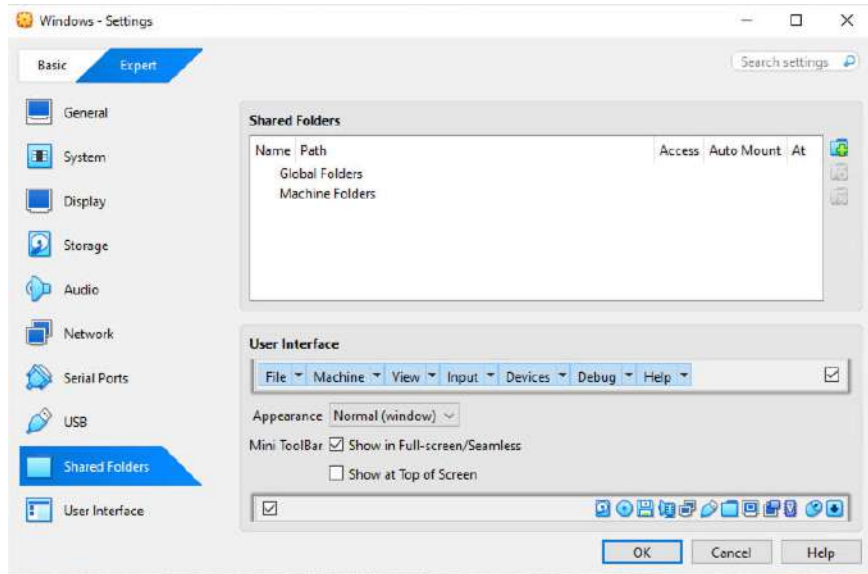 Windows - Settings
Basic Expert
Search settings
General
System
Display
Storage
Audio
Network
Serial Ports
USB
Shared Folders
User Interface
Shared Folders
Name Path Access Auto Mount At
Global Folders
Machine Folders
User Interface
File Machine View Input Devices Debug Help
Appearance Normal (window)
Mini ToolBar Show in Full-screen/Seamless
Show at Top of Screen
OK Cancel Help